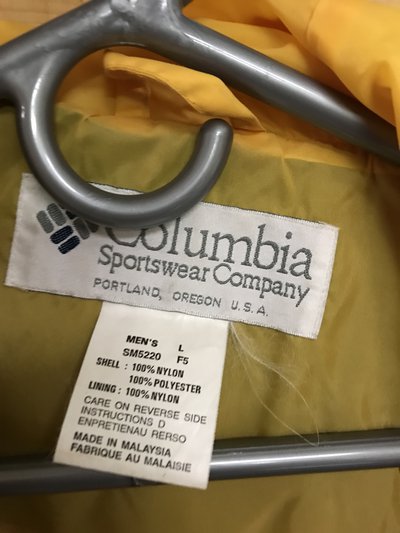 Columbia
Sportswear Company
PORTLAND, OREGON U.S.A.
MEN'S L
SM5220 F5
SHELL : 100% NYLON
100% POLYESTER
LINING : 100% NYLON
CARE ON REVERSE SIDE
INSTRUCTIONS D
ENPRETIENAU RERSO
MADE IN MALAYSIA
FABRIQUE AU MALAISIE